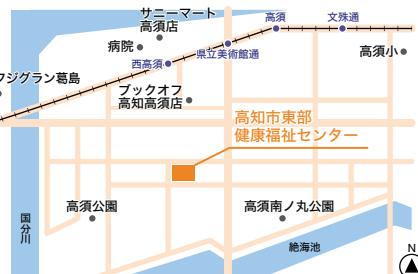 サニーマート
高須店
高須
文殊通
病院
県立美術館通
高須小
西高須
フジグラン葛島
ブックオフ
高知高須店
高知市東部
健康福祉センター
高須公園
高須南ノ丸公園
国分川
絶海池
N